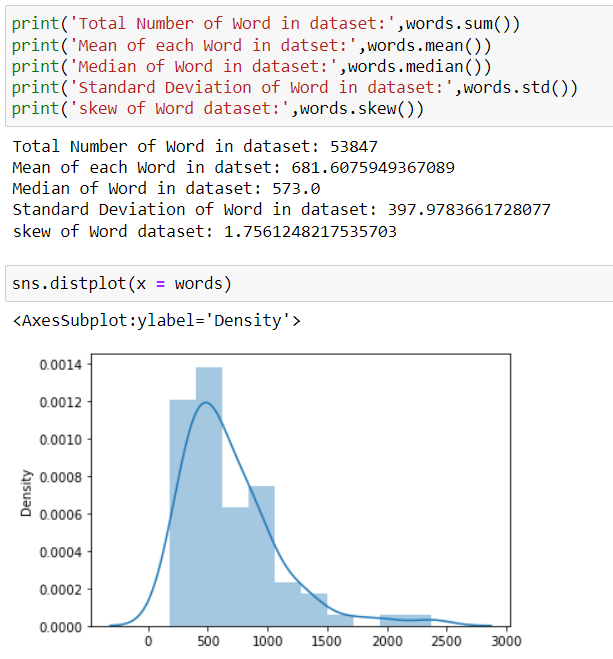 print('Total Number of Word in dataset:',words.sum())
print('Mean of each Word in datset:',words.mean())
print('Median of Word in dataset:',words.median())
print('Standard Deviation of Word in dataset:',words.std())
print('skew of Word dataset:',words.skew())
Total Number of Word in dataset: 53847
Mean of each Word in datset: 681.6075949367089
Median of Word in dataset: 573.0
Standard Deviation of Word in dataset: 397.9783661728077
skew of Word dataset: 1.7561248217535703
sns.distplot(x = words)
<AxesSubplot:ylabel='Density'>
0.0014
0.0012
0.0010
0.0008
0.0006
0.0004
0.0002
0.0000
Density
0 500 1000 1500 2000 2500 3000